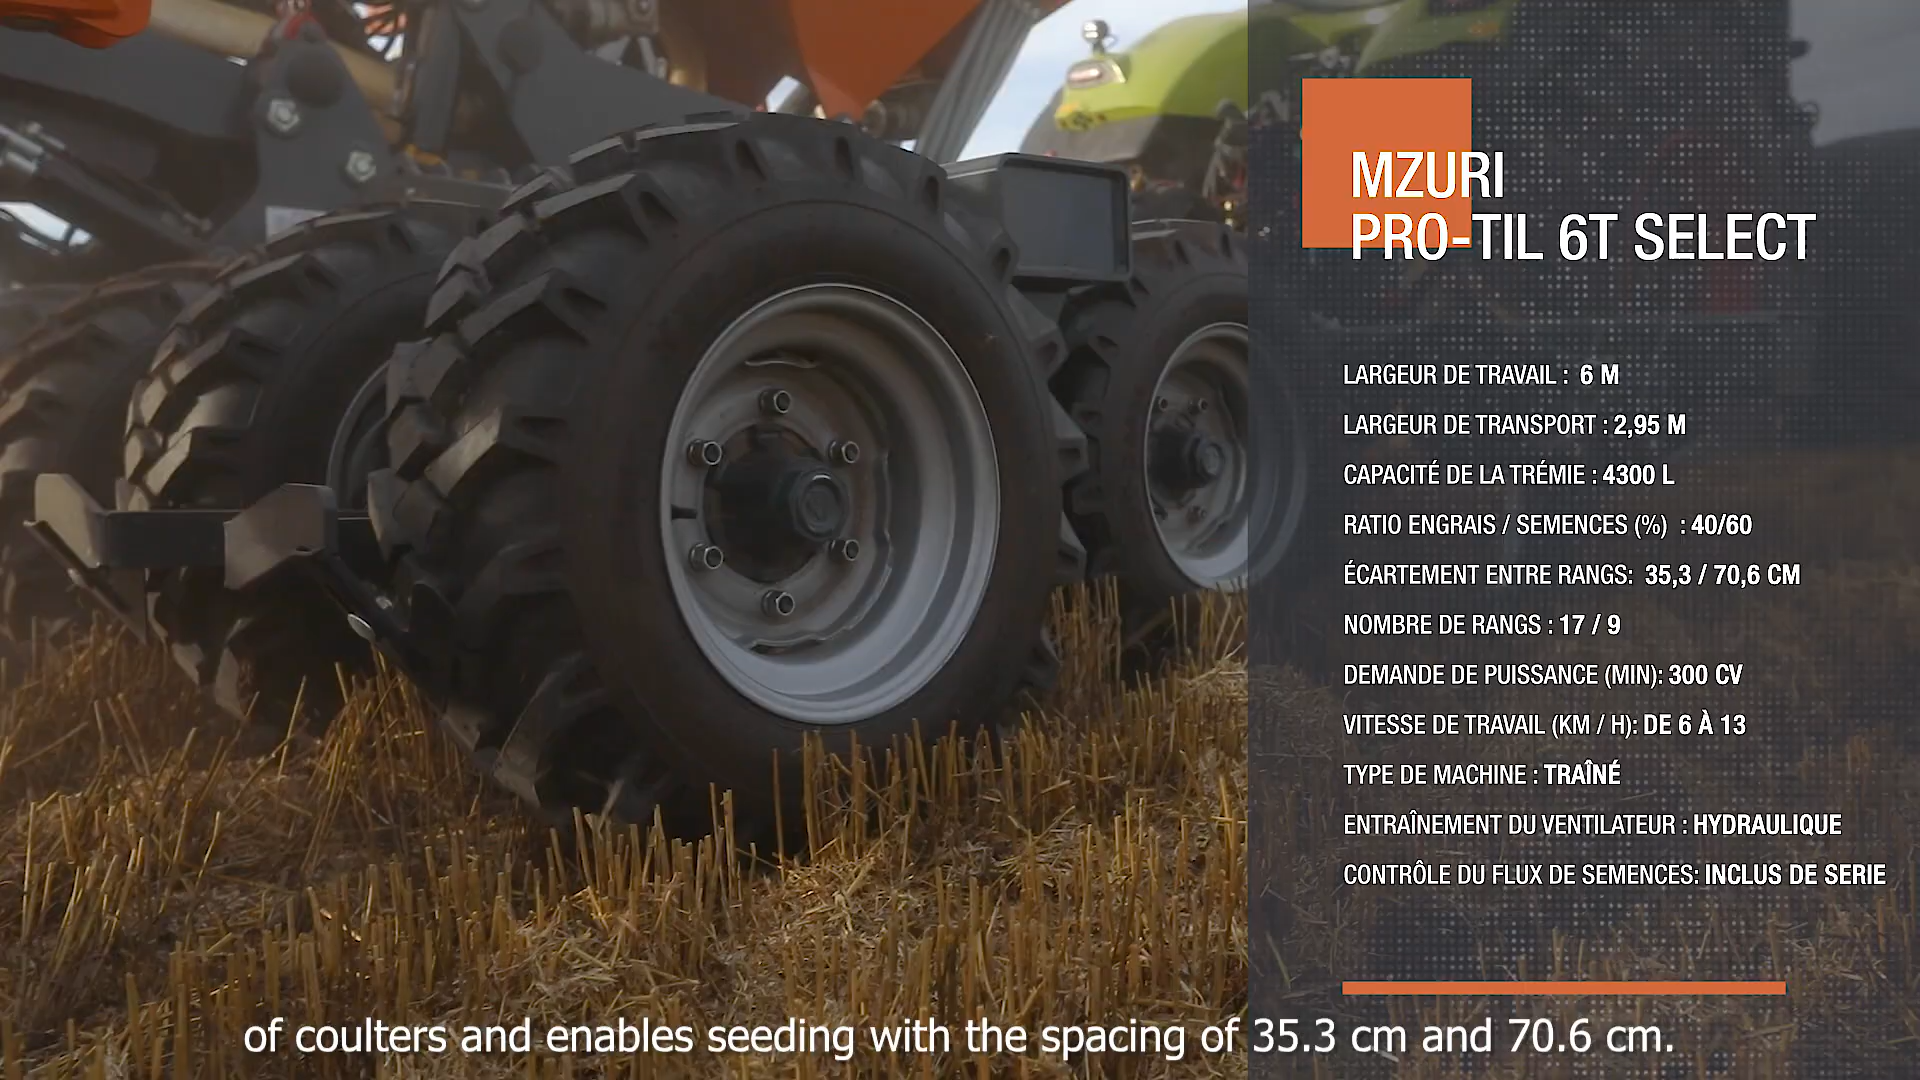 MZURI
PRO-TIL 6T SELECT
LARGEUR DE TRAVAIL : 6 M
LARGEUR DE TRANSPORT : 2,95 M
CAPACITÉ DE LA TRÉMIE : 4300 L
RATIO ENGRAIS / SEMENCES (%) : 40/60
ÉCARTEMENT ENTRE RANGS: 35,3 / 70,6 CM
NOMBRE DE RANGS : 17 / 9
DEMANDE DE PUISSANCE (MIN): 300 CV
VITESSE DE TRAVAIL (KM / H): DE 6 À 13
TYPE DE MACHINE : TRAÎNÉ
ENTRAÎNEMENT DU VENTILATEUR : HYDRAULIQUE
CONTRÔLE DU FLUX DE SEMENCES: INCLUS DE SERIE
of coulters and enables seeding with the spacing of 35.3 cm and 70.6 cm.